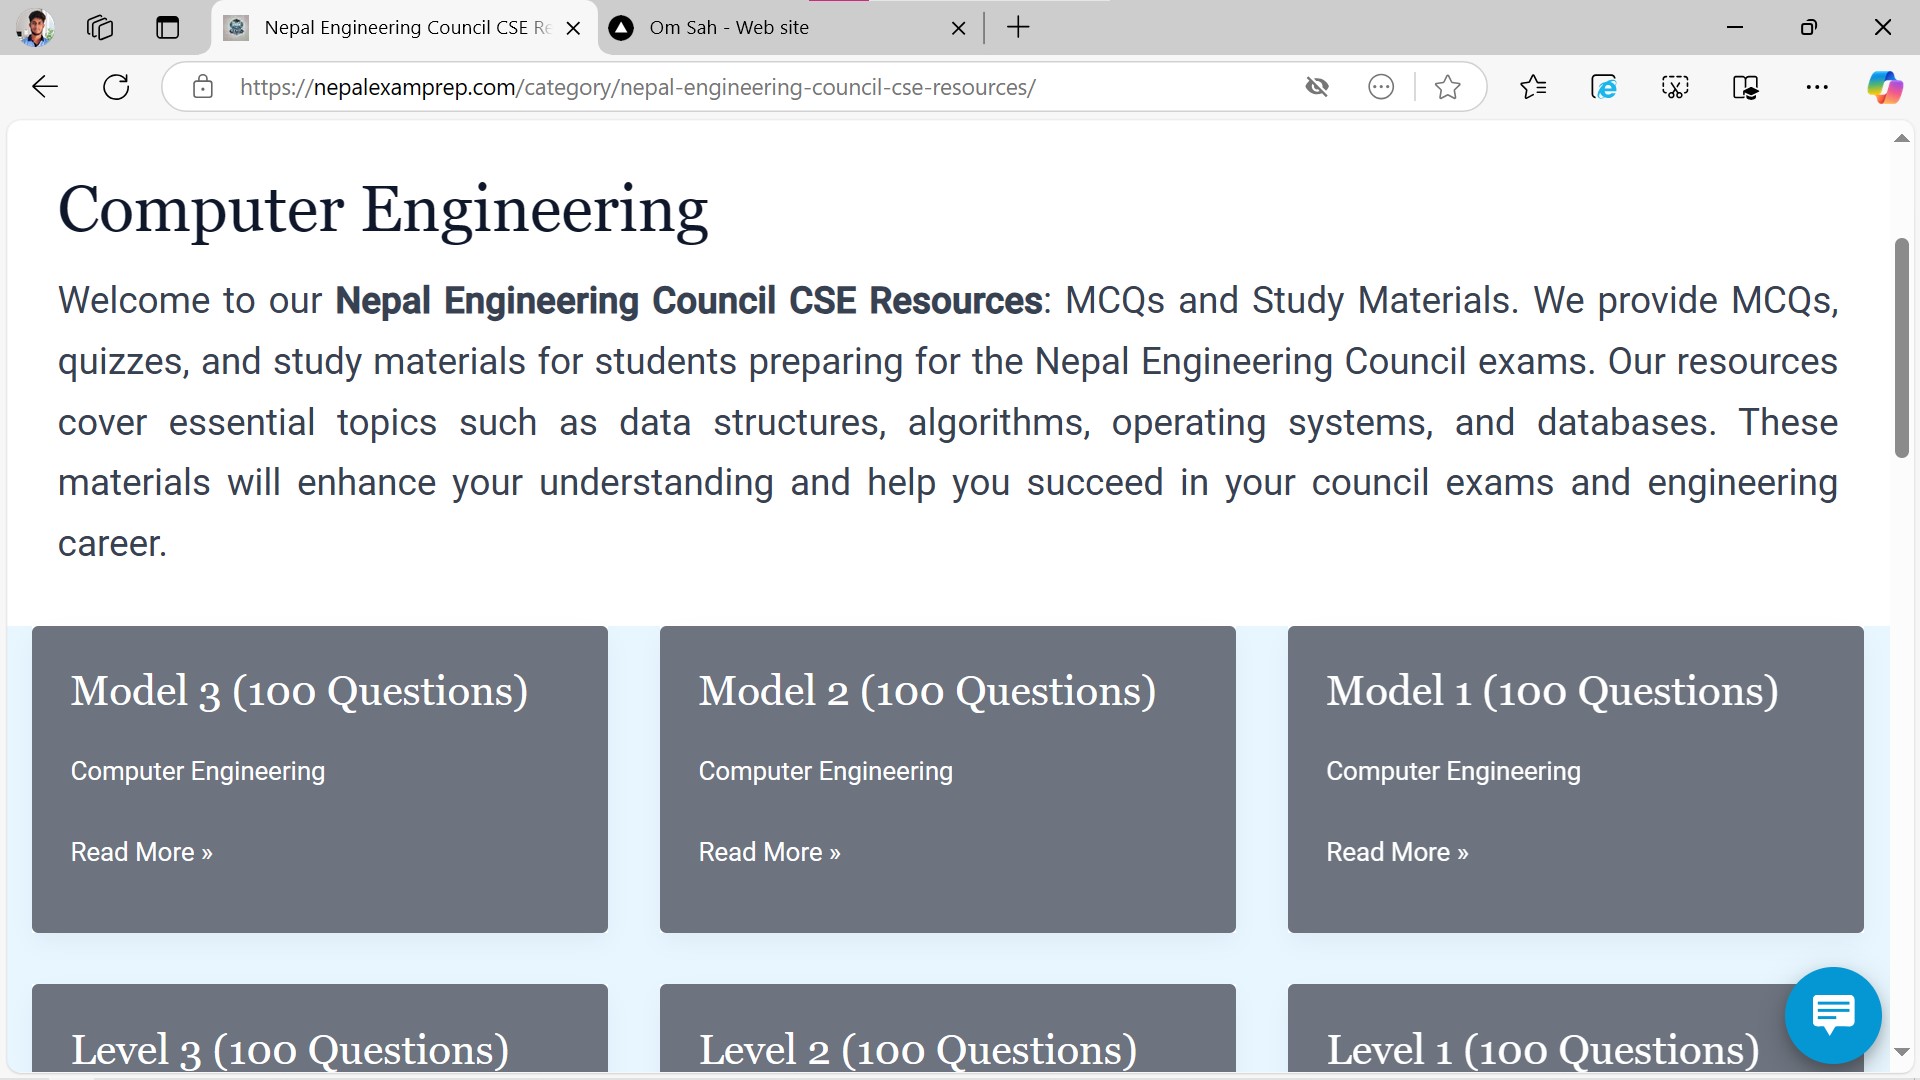 Nepal Engineering Council CSE Re
Om Sah - Web site
https://nepalexamprep.com/category/nepal-engineering-council-cse-resources/
Computer Engineering
Welcome to our Nepal Engineering Council CSE Resources: MCQs and Study Materials. We provide MCQs,
quizzes, and study materials for students preparing for the Nepal Engineering Council exams. Our resources
cover essential topics such as data structures, algorithms, operating systems, and databases. These
materials will enhance your understanding and help you succeed in your council exams and engineering
career.
Model 3 (100 Questions)
Computer Engineering
Read More »
Model 2 (100 Questions)
Computer Engineering
Read More »
Model 1 (100 Questions)
Computer Engineering
Read More »
Level 3 (100 Questions)
Level 2 (100 Questions)
Level 1 (100 Questions)